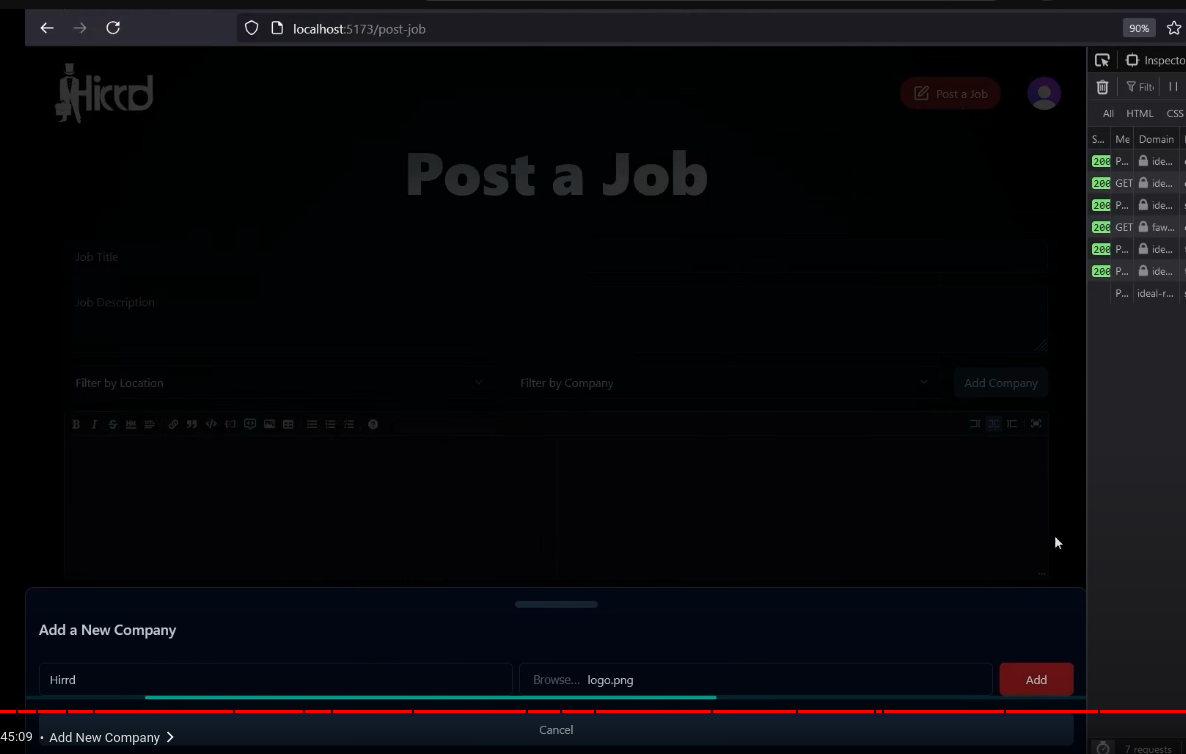 localhost:5173/post-job
90%
Inspecto
Hirrd
Post a Job
Filt
All HTML CSS
S... Me Domain
Post a Job
200 P... ide...
200 GET ide...
200 P... ide...
200 GET faw...
200 P... ide...
200 P... ide...
P... ideal-r...
Job Title
Job Description
Filter by Location
Filter by Company
Add Company
Add a New Company
Hirrd
Browse... logo.png
Add
Cancel
45:09 • Add New Company
7 requests